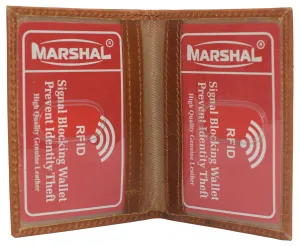 MARSHAL®
RFID
Signal Blocking Wallet
Prevent Identity Theft
High Quality Genuine Leather
MARSHAL®
RFID
Signal Blocking Wallet
Prevent Identity Theft
High Quality Genuine Leather